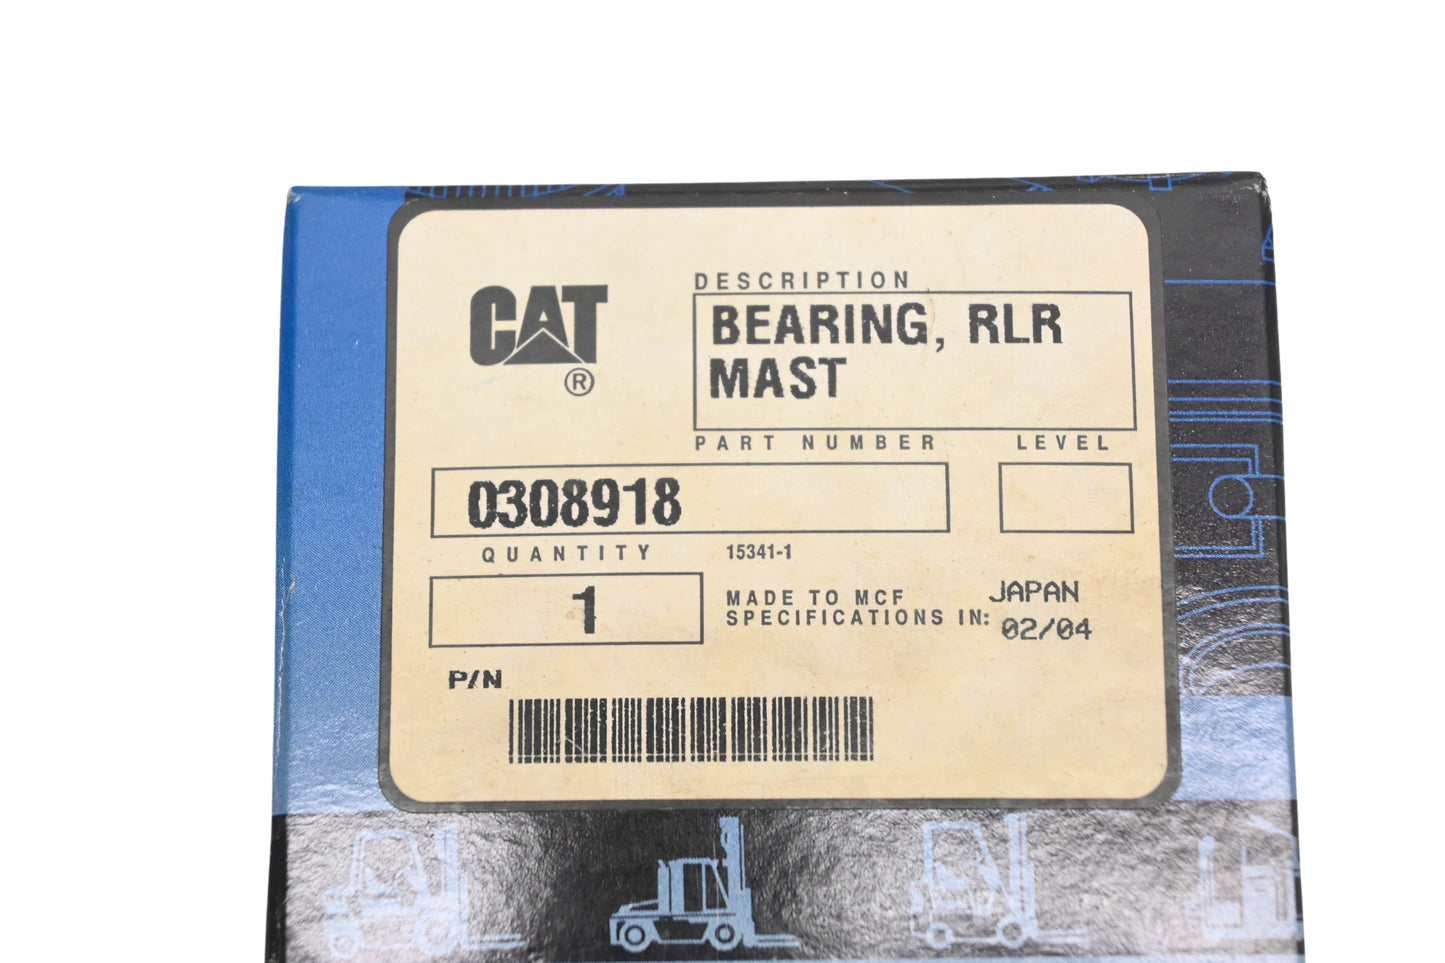 CAT
®
DESCRIPTION
BEARING, RLR
MAST
PART NUMBER LEVEL
0308918
QUANTITY 15341-1
1
MADE TO MCF
SPECIFICATIONS IN:
JAPAN
02/04
P/N